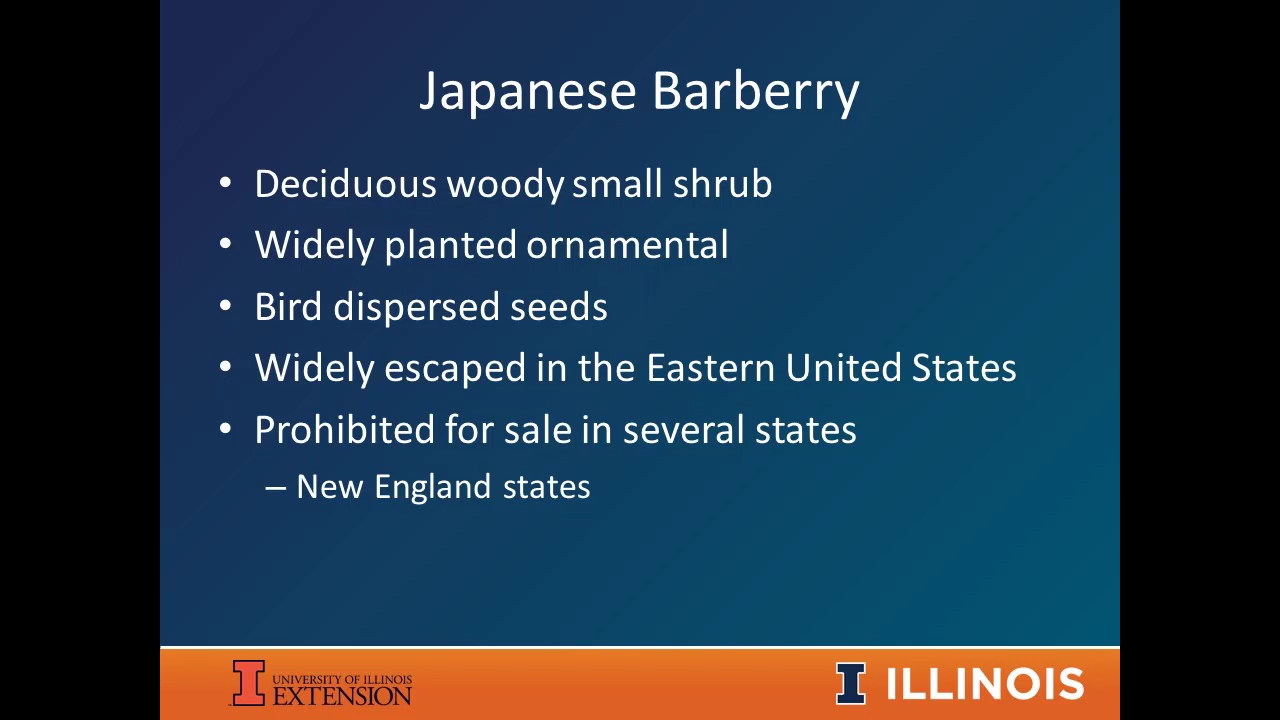 Japanese Barberry
• Deciduous woody small shrub
• Widely planted ornamental
• Bird dispersed seeds
• Widely escaped in the Eastern United States
• Prohibited for sale in several states
– New England states
I UNIVERSITY OF ILLINOIS
EXTENSION
I ILLINOIS